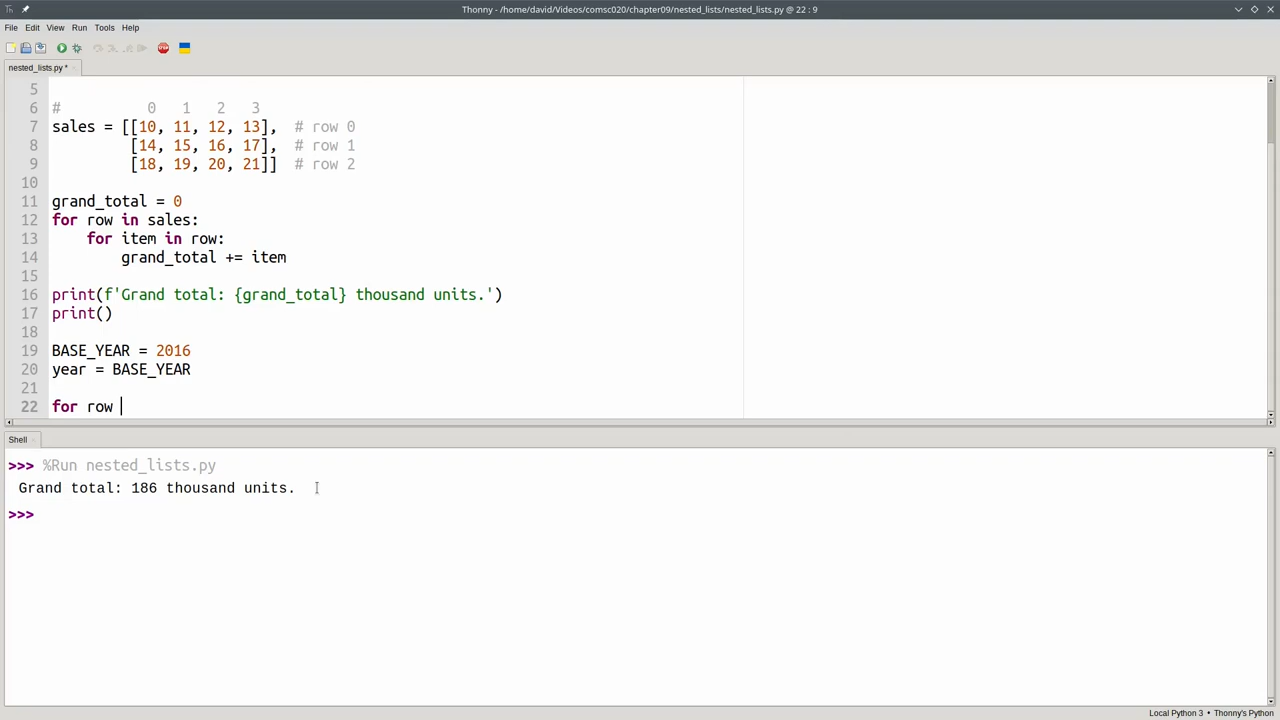 Thonny - /home/david/Videos/comsc020/chapter09/nested_lists/nested_lists.py @ 22 : 9
File Edit View Run Tools Help
nested_lists.py *
5
6 # 0 1 2 3
7 sales = [[10, 11, 12, 13], # row 0
8 [14, 15, 16, 17], # row 1
9 [18, 19, 20, 21]] # row 2
10
11 grand_total = 0
12 for row in sales:
13 for item in row:
14 grand_total += item
15
16 print(f'Grand total: {grand_total} thousand units.')
17 print()
18
19 BASE_YEAR = 2016
20 year = BASE_YEAR
21
22 for row
Shell
>>> %Run nested_lists.py
Grand total: 186 thousand units.
>>>
Local Python 3 • Thonny's Python